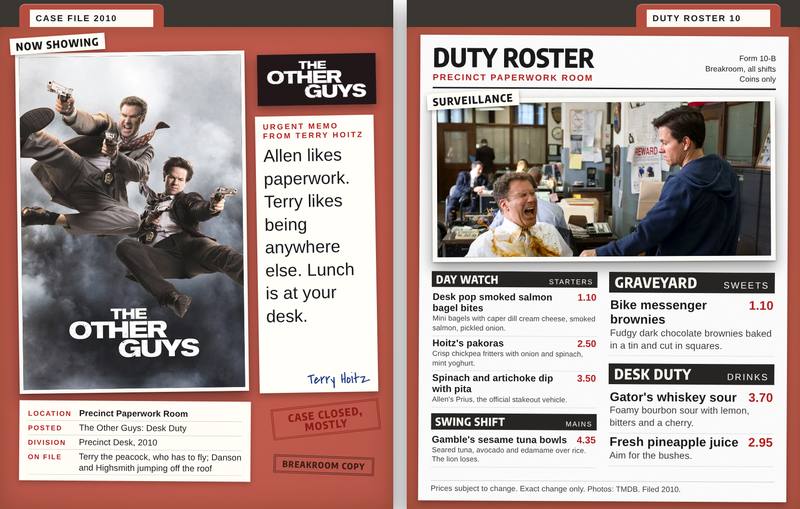 CASE FILE 2010
NOW SHOWING
THE
OTHER
GUYS
THE
OTHER
GUYS
URGENT MEMO
FROM TERRY HOITZ
Allen likes
paperwork.
Terry likes
being
anywhere
else. Lunch
is at your
desk.
Terry Hoitz
LOCATION Precinct Paperwork Room
POSTED The Other Guys: Desk Duty
DIVISION Precinct Desk, 2010
ON FILE Terry the peacock, who has to fly; Danson
and Highsmith jumping off the roof
CASE CLOSED,
MOSTLY
BREAKROOM COPY
DUTY ROSTER 10
DUTY ROSTER
PRECINCT PAPERWORK ROOM
Form 10-B
Breakroom, all shifts
Coins only
SURVEILLANCE
REWARD
DAY WATCH STARTERS
Desk pop smoked salmon 1.10
bagel bites
Mini bagels with caper dill cream cheese, smoked
salmon, pickled onion.
Hoitz's pakoras 2.50
Crisp chickpea fritters with onion and spinach,
mint yoghurt.
Spinach and artichoke dip 3.50
with pita
Allen's Prius, the official stakeout vehicle.
SWING SHIFT MAINS
Gamble's sesame tuna bowls 4.35
Seared tuna, avocado and edamame over rice.
The lion loses.
GRAVEYARD SWEETS
Bike messenger 1.10
brownies
Fudgy dark chocolate brownies baked
in a tin and cut in squares.
DESK DUTY DRINKS
Gator's whiskey sour 3.70
Foamy bourbon sour with lemon,
bitters and a cherry.
Fresh pineapple juice 2.95
Aim for the bushes.
Prices subject to change. Exact change only. Photos: TMDB. Filed 2010.